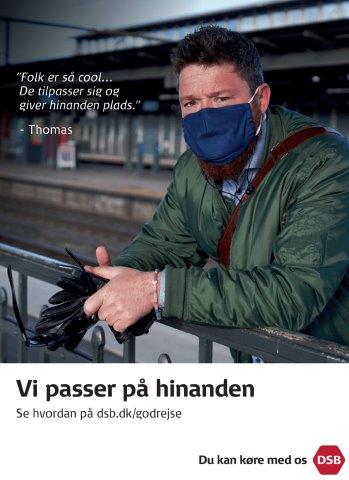 “Folk er så cool...
De tilpasser sig og
giver hinanden plads.”
- Thomas
Vi passer på hinanden
Se hvordan på dsb.dk/godrejse
Du kan køre med os DSB